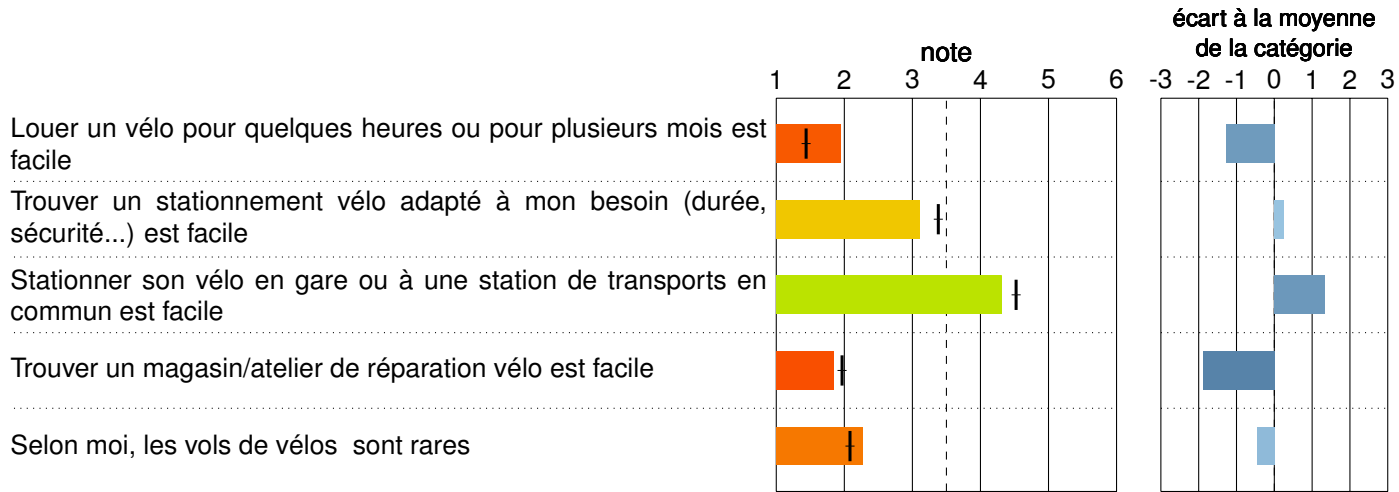 écart à la moyenne
note de la catégorie
1 2 3 4 5 6 -3 -2 -1 0 1 2 3
Louer un vélo pour quelques heures ou pour plusieurs mois est
facile
Trouver un stationnement vélo adapté à mon besoin (durée,
sécurité...) est facile
Stationner son vélo en gare ou à une station de transports en
commun est facile
Trouver un magasin/atelier de réparation vélo est facile
Selon moi, les vols de vélos sont rares